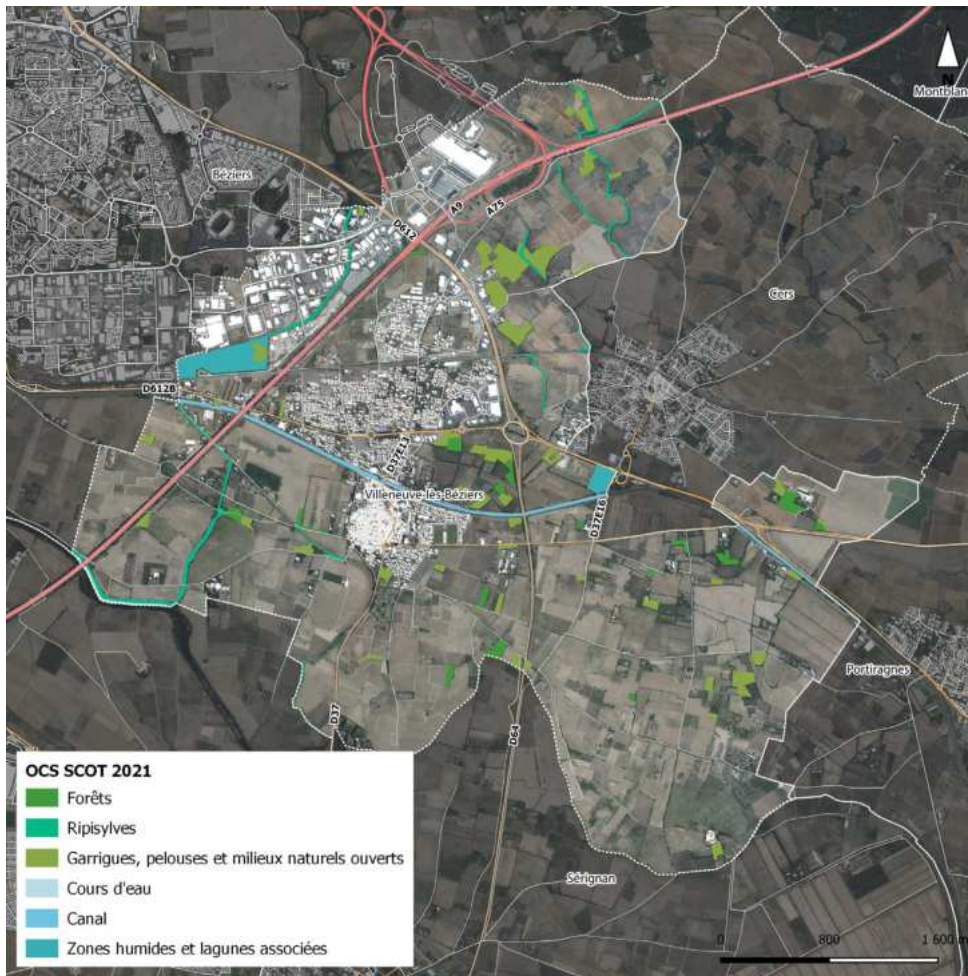 N
Montblan
Béziers
A9
A75
D612
Cers
D612B
D37E13
Villeneuve-lès-Béziers
D37E16
Portiragnes
D37
D64
OCS SCOT 2021
Forêts
Ripisylves
Garrigues, pelouses et milieux naturels ouverts
Cours d'eau
Canal
Zones humides et lagunes associées
Sérignan
0 800 1 600 m